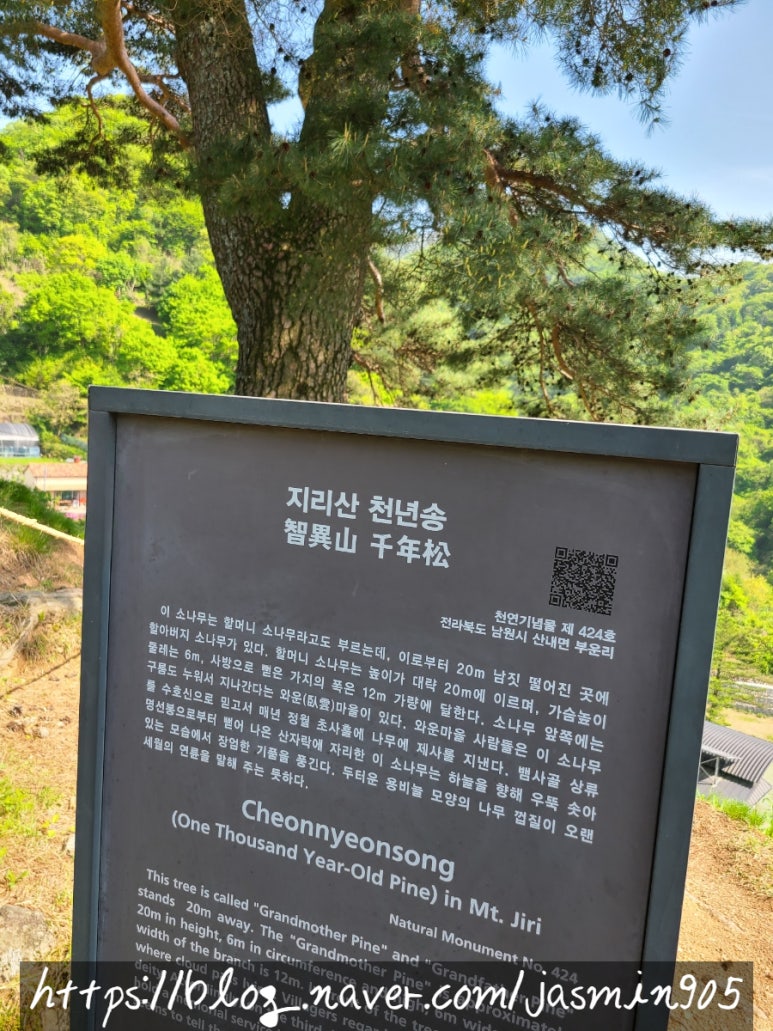 지리산 천년송
智異山 千年松
천연기념물 제 424호
전라북도 남원시 산내면 부운리
이 소나무는 할머니 소나무라고도 부르는데, 이로부터 20m 남짓 떨어진 곳에
할아버지 소나무가 있다. 할머니 소나무는 높이가 대략 20m에 이르며, 가슴높이
둘레는 6m, 사방으로 뻗은 가지의 폭은 12m 가량에 달한다. 소나무 앞쪽에는
구름도 누워서 지나간다는 와운(臥雲)마을이 있다. 와운마을 사람들은 이 소나무
를 수호신으로 믿고서 매년 정월 초사흘에 나무에 제사를 지낸다. 뱀사골 상류
명선봉으로부터 뻗어 나온 산자락에 자리한 이 소나무는 하늘을 향해 우뚝 솟아
있는 모습에서 장엄한 기풍을 풍긴다. 두터운 용비늘 모양의 나무 껍질이 오랜
세월의 연륜을 말해 주는 듯하다.
Cheonnyeonsong
(One Thousand Year-Old Pine) in Mt. Jiri
Natural Monument No. 424
This tree is called "Grandmother Pine" and "Grandfather Pine"
stands 20m away. The "Grandmother Pine" is approximately
20m in height, 6m in circumference and
width of the branch is 12m. of the tree
where cloud Villagers
https://blog.naver.com/jasmin905